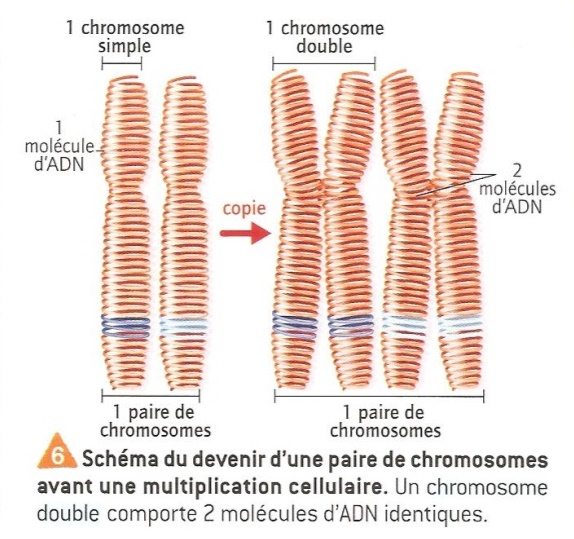 1 chromosome
simple
1 chromosome
double
1
molécule
d'ADN
copie
2
molécules
d'ADN
1 paire de
chromosomes
1 paire de
chromosomes
6 Schéma du devenir d'une paire de chromosomes
avant une multiplication cellulaire. Un chromosome
double comporte 2 molécules d'ADN identiques.